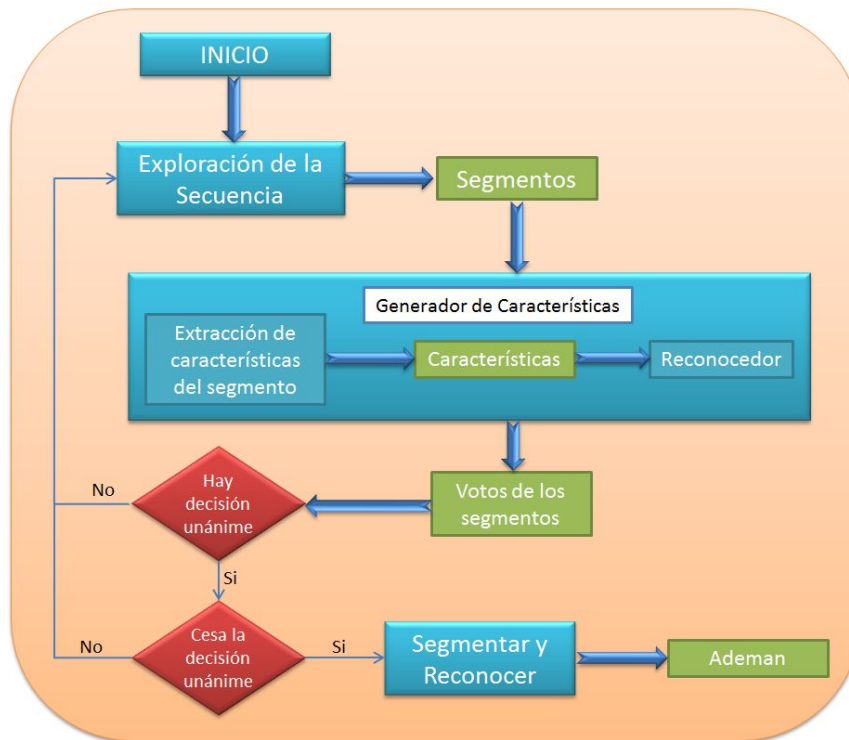 INICIO
Exploración de la
Secuencia
Segmentos
Generador de Características
Extracción de
características
del segmento
Características
Reconocedor
Votos de los
segmentos
Hay
decisión
unánime
No
Si
Cesa la
decisión
unánime
No
Si
Segmentar y
Reconocer
Ademan